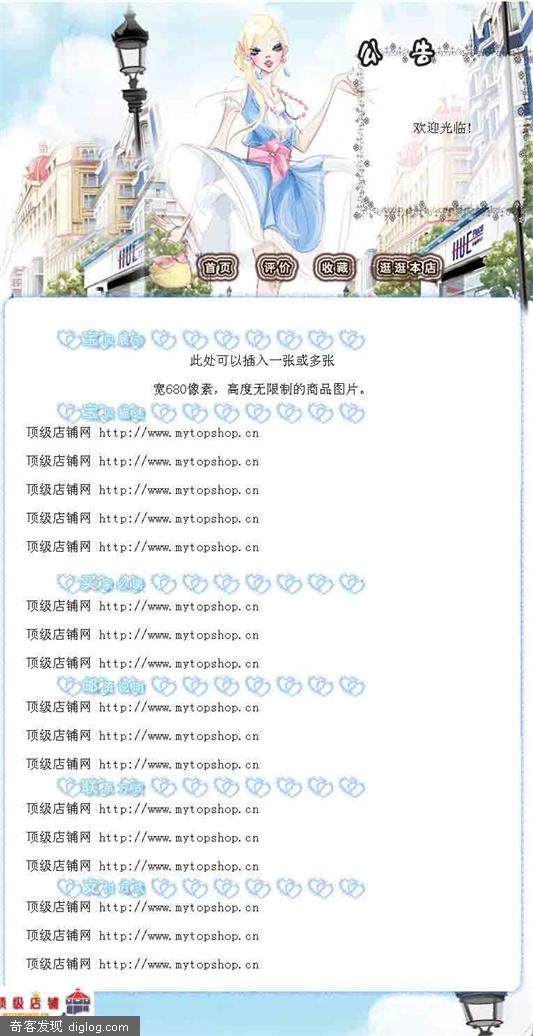 公 告
欢迎光临!
HUE
HUE
首页 评价 收藏 逛逛本店
宝贝展示
此处可以插入一张或多张
宽680像素，高度无限制的商品图片。
宝贝描述
顶级店铺网 http://www.mytopshop.cn
顶级店铺网 http://www.mytopshop.cn
顶级店铺网 http://www.mytopshop.cn
顶级店铺网 http://www.mytopshop.cn
顶级店铺网 http://www.mytopshop.cn
买家必读
顶级店铺网 http://www.mytopshop.cn
顶级店铺网 http://www.mytopshop.cn
顶级店铺网 http://www.mytopshop.cn
邮资说明
顶级店铺网 http://www.mytopshop.cn
顶级店铺网 http://www.mytopshop.cn
顶级店铺网 http://www.mytopshop.cn
联系方式
顶级店铺网 http://www.mytopshop.cn
顶级店铺网 http://www.mytopshop.cn
顶级店铺网 http://www.mytopshop.cn
支付方式
顶级店铺网 http://www.mytopshop.cn
顶级店铺网 http://www.mytopshop.cn
顶级店铺网 http://www.mytopshop.cn
顶级店铺
奇客发现 diglog.com